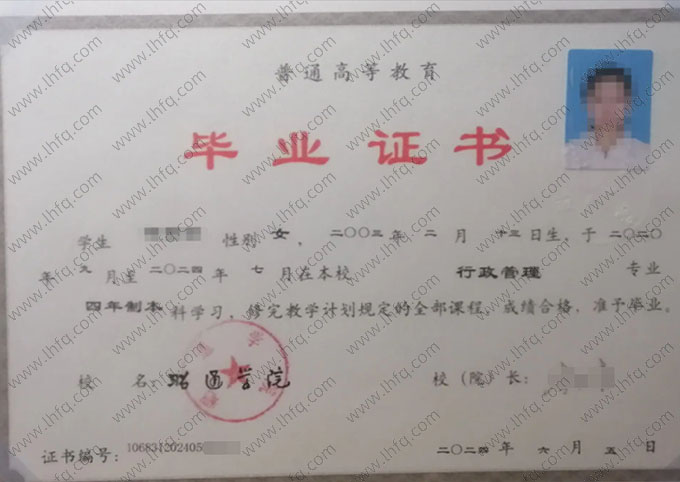 普通高等教育
毕业证书
学生 性别 女 、二〇〇三年 二 月 十三日生，于二〇二〇
年 九 月至 二〇二四 年 七 月在本校 行政管理 专业
四年制本 科学习，修完教学计划规定的全部课程，成绩合格，准予毕业。
校 名：昭通学院 校（院）长：
证书编号：106831202405 二〇二四 年 六 月 五 日
www.lhfq.com